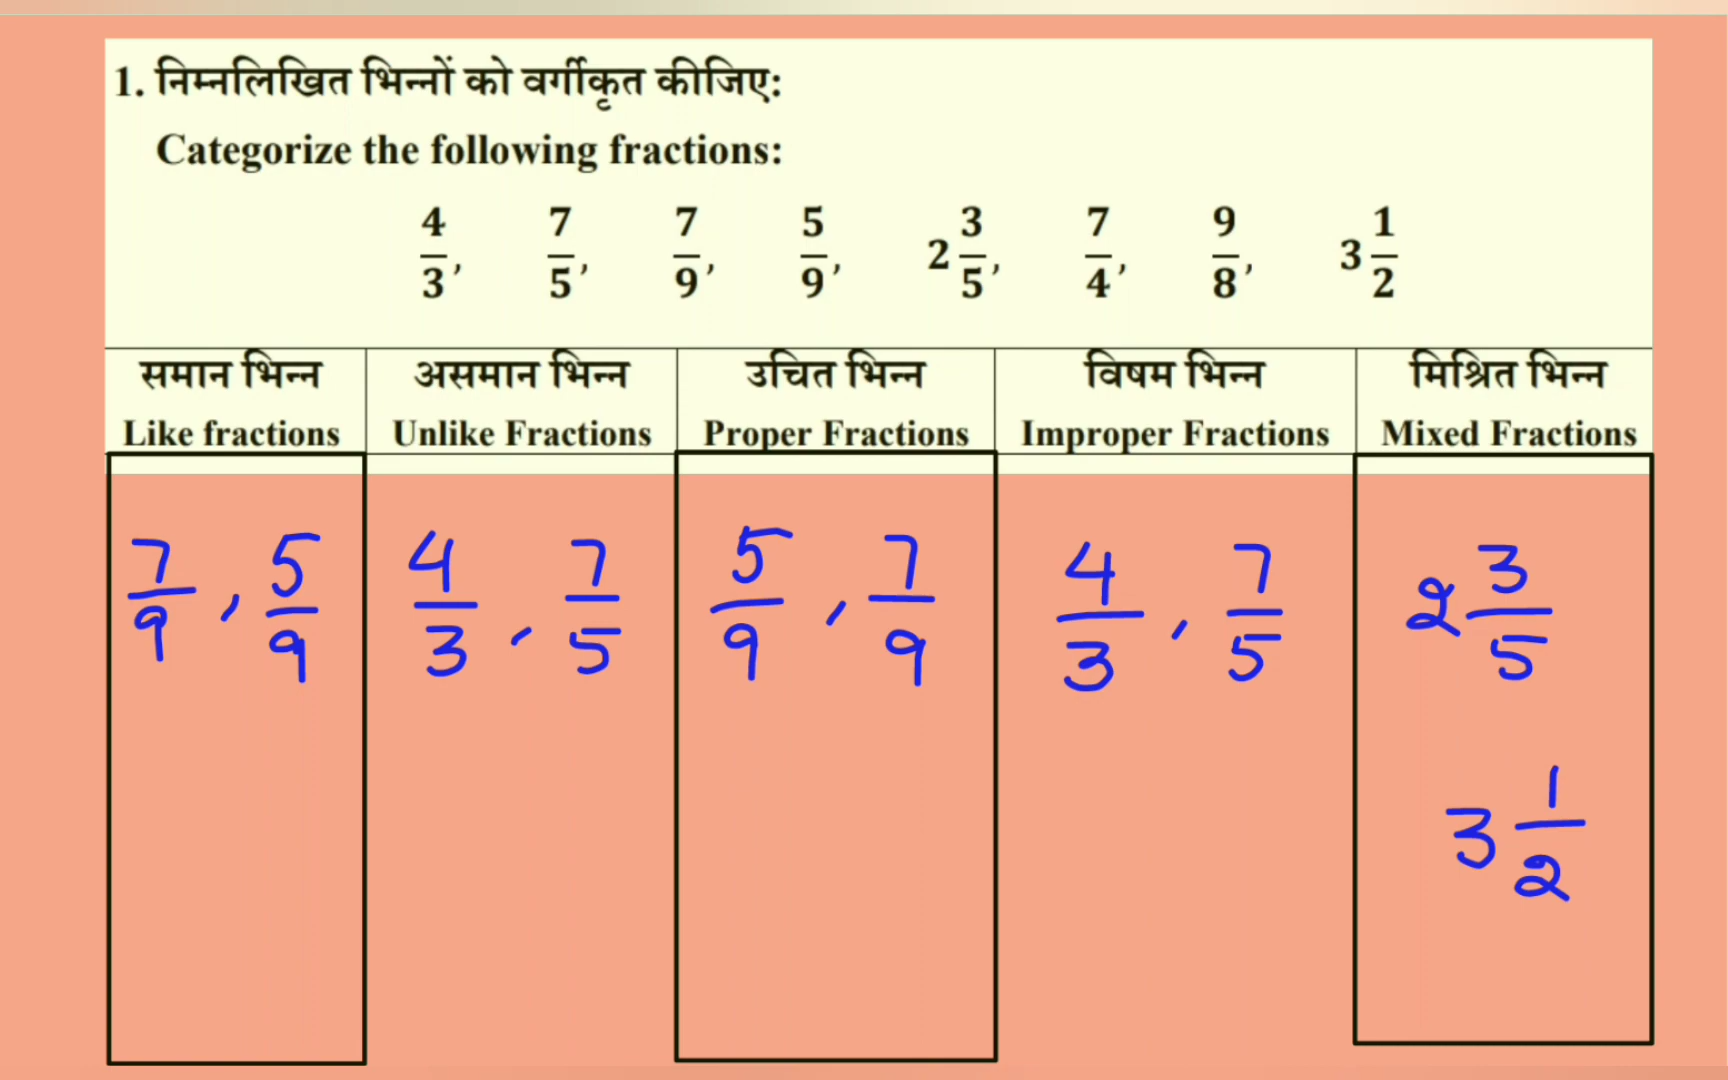 1. निम्नलिखित भिन्नों को वर्गीकृत कीजिए:
Categorize the following fractions:
4/3, 7/5, 7/9, 5/9, 2 3/5, 7/4, 9/8, 3 1/2
समान भिन्न असमान भिन्न उचित भिन्न विषम भिन्न मिश्रित भिन्न
Like fractions Unlike Fractions Proper Fractions Improper Fractions Mixed Fractions
7/9, 5/9 4/3, 7/5 5/9, 7/9 4/3, 7/5 2 3/5
3 1/2